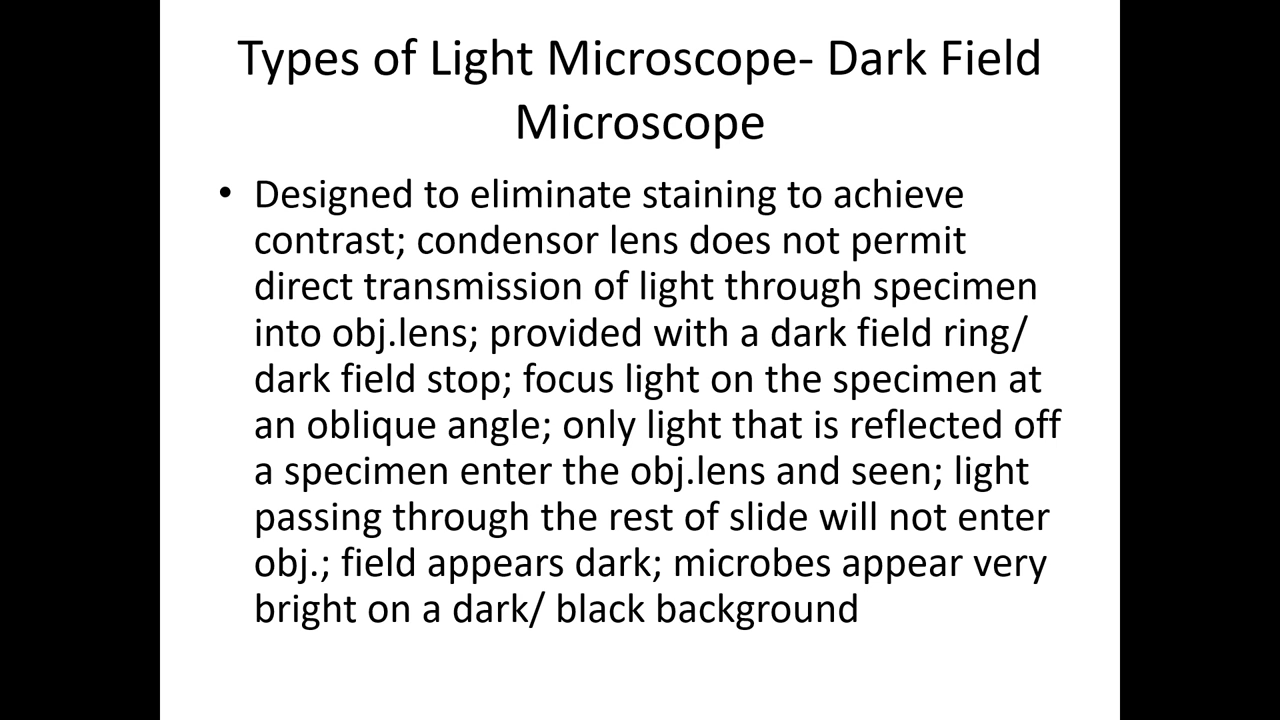 Types of Light Microscope- Dark Field
Microscope
• Designed to eliminate staining to achieve
contrast; condensor lens does not permit
direct transmission of light through specimen
into obj.lens; provided with a dark field ring/
dark field stop; focus light on the specimen at
an oblique angle; only light that is reflected off
a specimen enter the obj.lens and seen; light
passing through the rest of slide will not enter
obj.; field appears dark; microbes appear very
bright on a dark/ black background